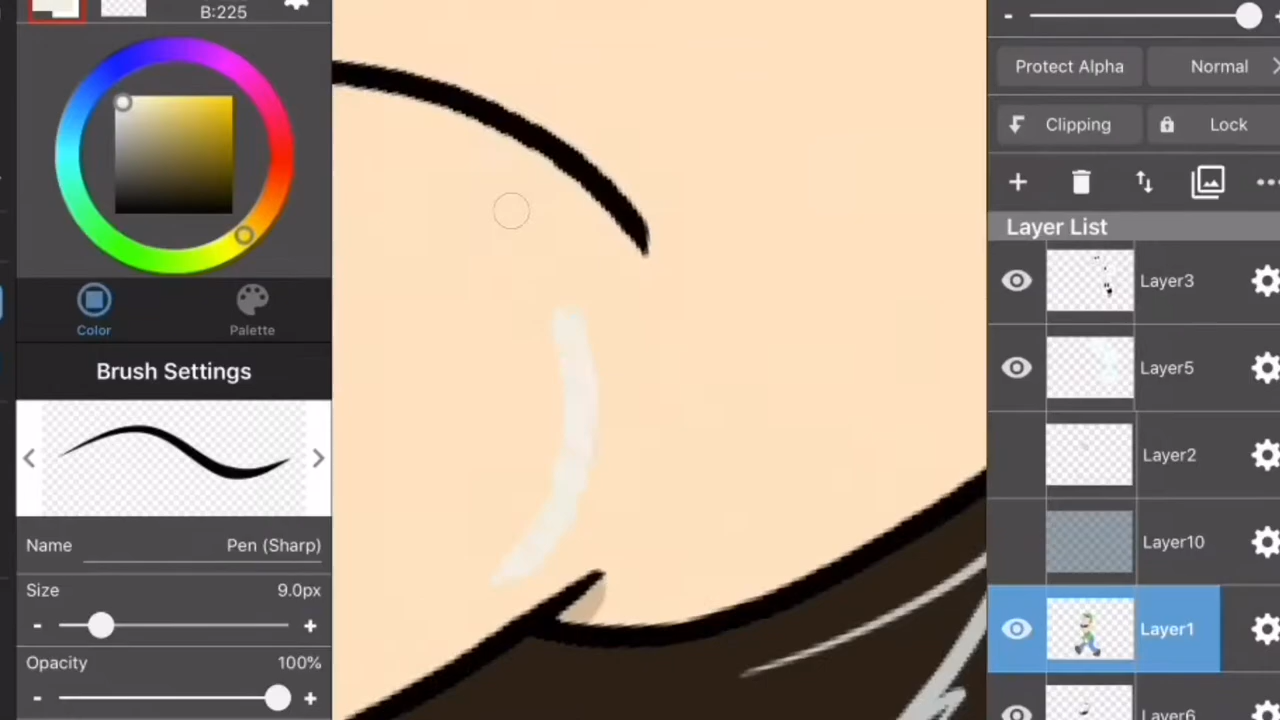 B:225
Color
Palette
Brush Settings
Name Pen (Sharp)
Size 9.0px
- +
Opacity 100%
- +
- +
Protect Alpha Normal
Clipping Lock
Layer List
Layer3
Layer5
Layer2
Layer10
Layer1
Layer6